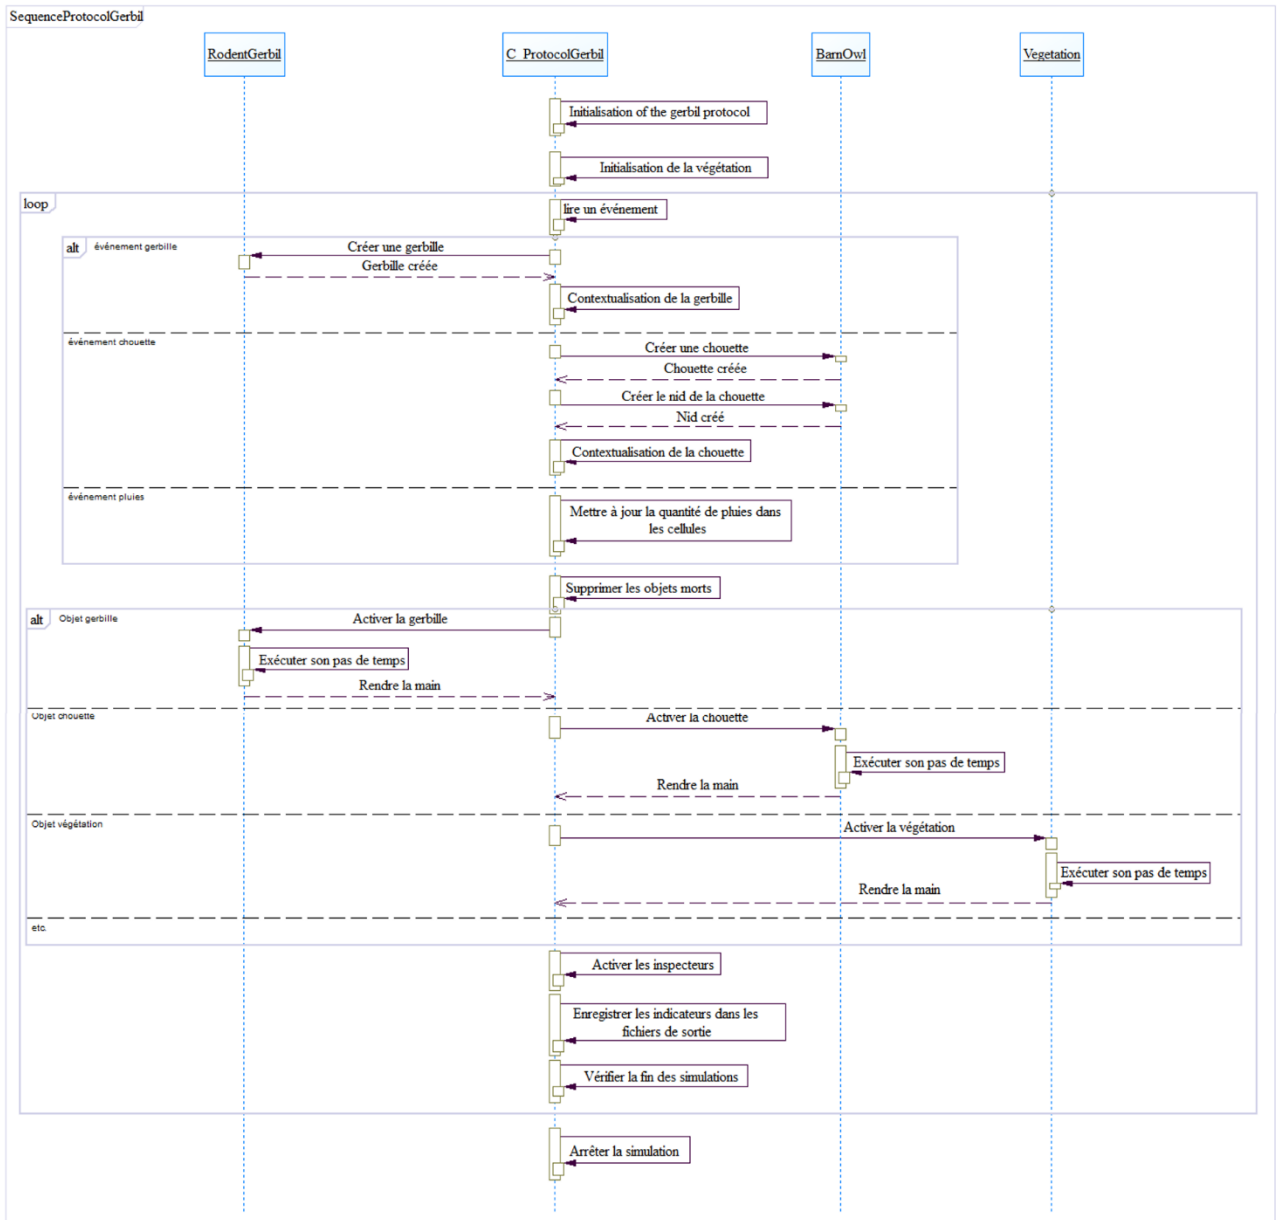 SequenceProtocolGerbil
RodentGerbil
C_ProtocolGerbil
BarnOwl
Vegetation
Initialisation of the gerbil protocol
Initialisation de la végétation
loop
lire un événement
alt
événement gerbille
Créer une gerbille
Gerbille créée
Contextualisation de la gerbille
événement chouette
Créer une chouette
Chouette créée
Créer le nid de la chouette
Nid créé
Contextualisation de la chouette
événement pluies
Mettre à jour la quantité de pluies dans
les cellules
Supprimer les objets morts
alt
Objet gerbille
Activer la gerbille
Exécuter son pas de temps
Rendre la main
Objet chouette
Activer la chouette
Exécuter son pas de temps
Rendre la main
Objet végétation
Activer la végétation
Exécuter son pas de temps
Rendre la main
etc.
Activer les inspecteurs
Enregistrer les indicateurs dans les
fichiers de sortie
Vérifier la fin des simulations
Arrêter la simulation